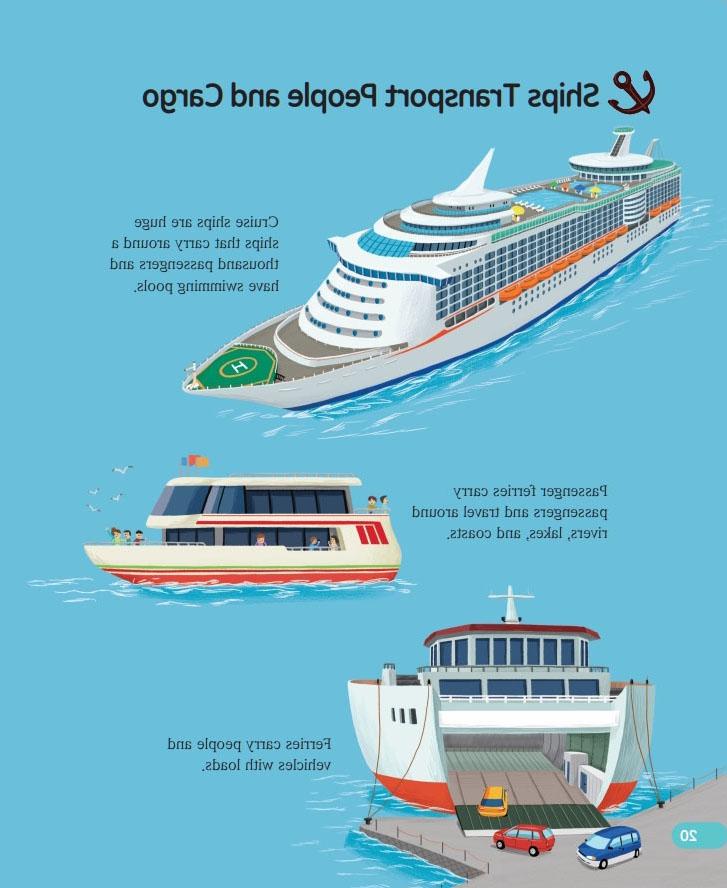 Ships Transport People and Cargo
Cruise ships are huge
ships that carry around a
thousand passengers and
have swimming pools.
Passenger ferries carry
passengers and travel around
rivers, lakes, and coasts.
Ferries carry people and
vehicles with loads.
H
20